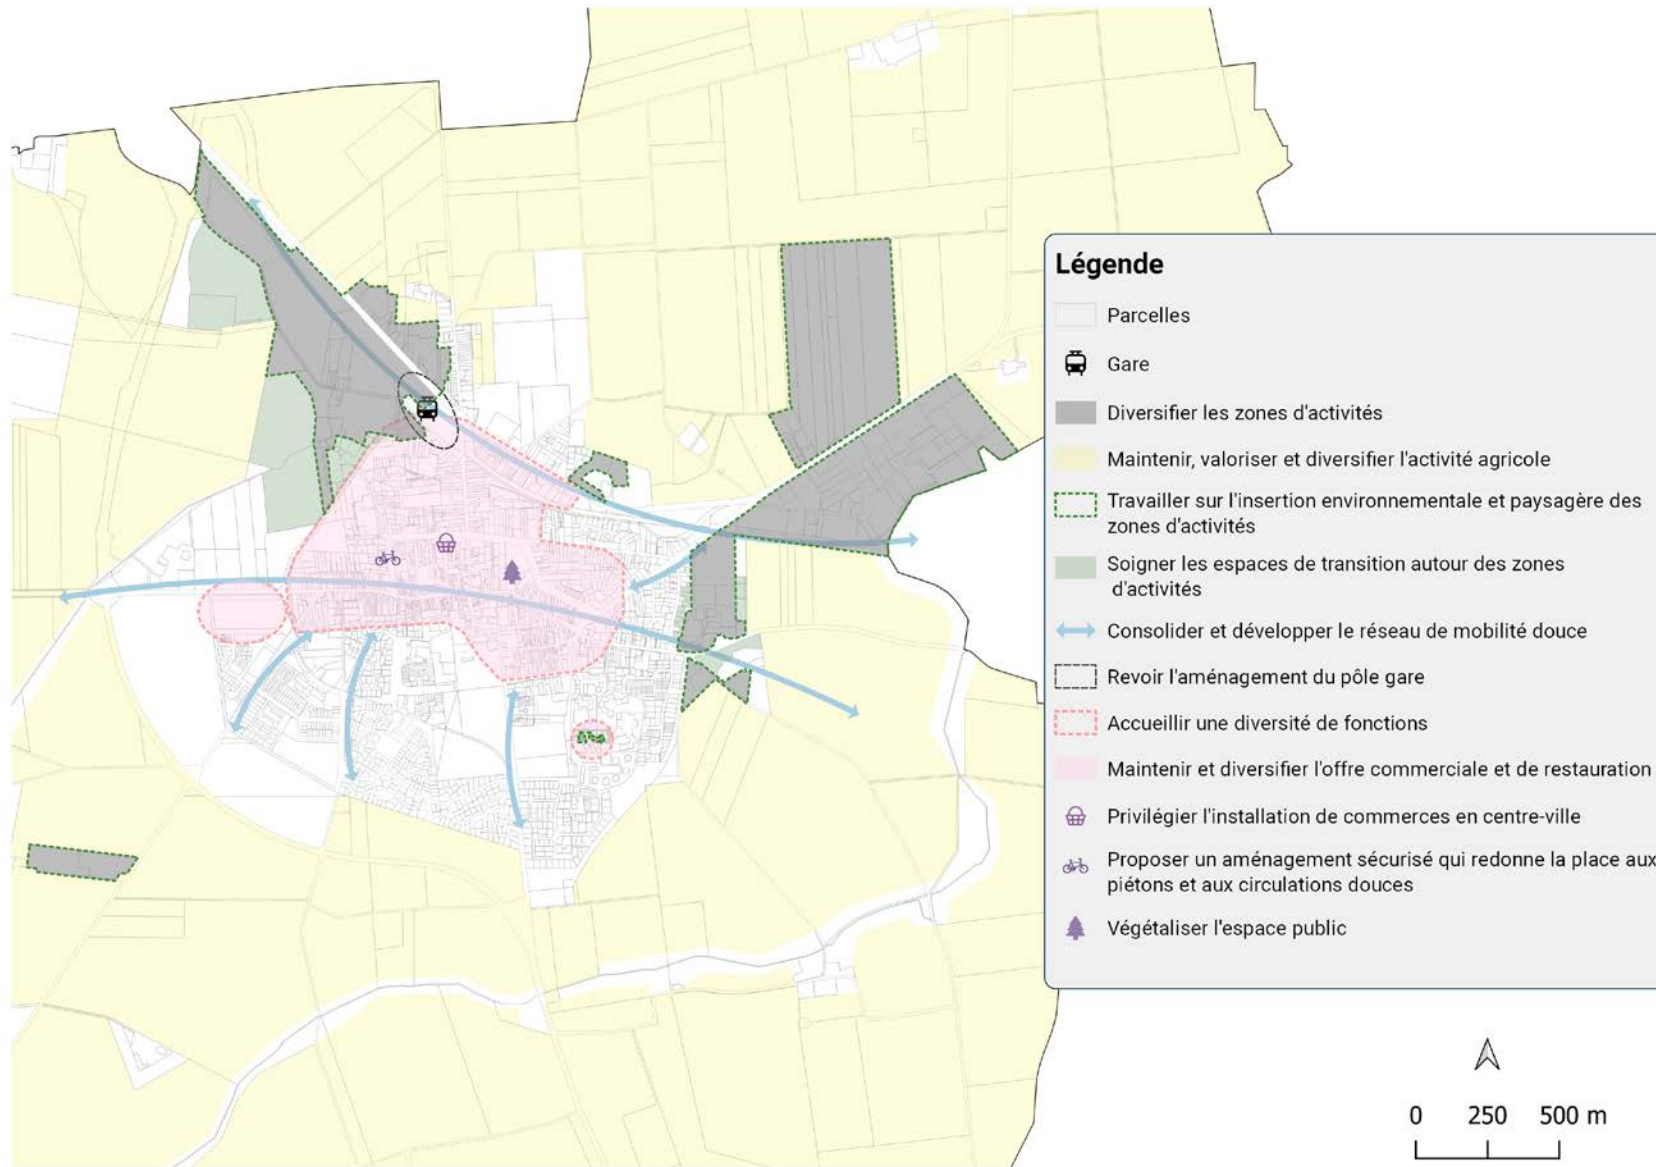 Légende
Parcelles
Gare
Diversifier les zones d'activités
Maintenir, valoriser et diversifier l'activité agricole
Travailler sur l'insertion environnementale et paysagère des
zones d'activités
Soigner les espaces de transition autour des zones
d'activités
Consolider et développer le réseau de mobilité douce
Revoir l'aménagement du pôle gare
Accueillir une diversité de fonctions
Maintenir et diversifier l'offre commerciale et de restauration
Privilégier l'installation de commerces en centre-ville
Proposer un aménagement sécurisé qui redonne la place aux
piétons et aux circulations douces
Végétaliser l'espace public
0 250 500 m